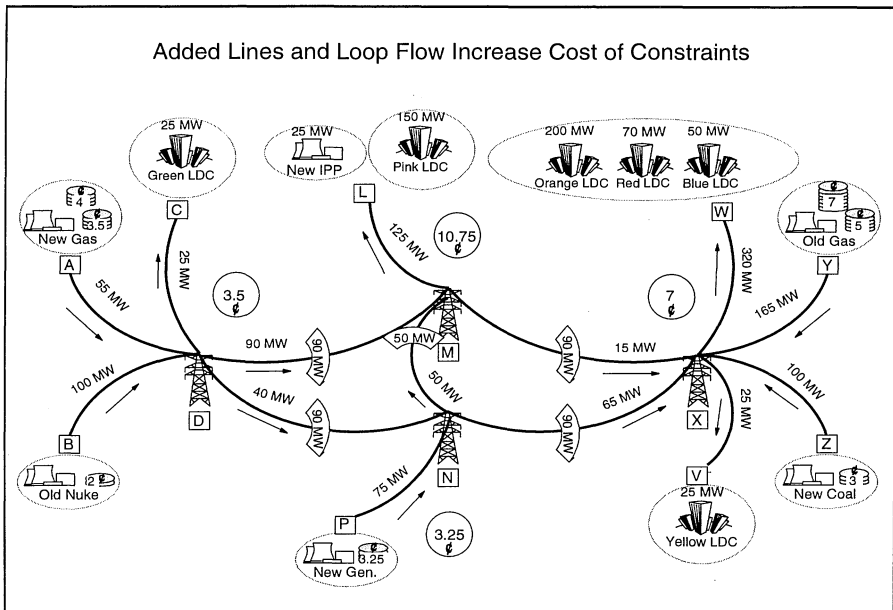 Added Lines and Loop Flow Increase Cost of Constraints
25 MW
Green LDC
C
25 MW
New IPP
L
150 MW
Pink LDC
200 MW
70 MW
50 MW
Orange LDC
Red LDC
Blue LDC
W
¢
4
¢
3.5
New Gas
A
¢
7
¢
5
Old Gas
Y
55 MW
25 MW
3.5
¢
125 MW
10.75
¢
7
¢
320 MW
165 MW
90 MW
90 MW
50 MW
M
90 MW
15 MW
100 MW
D
40 MW
90 MW
50 MW
N
90 MW
65 MW
X
25 MW
100 MW
B
¢
2
Old Nuke
75 MW
P
¢
3.25
New Gen.
3.25
¢
V
25 MW
Yellow LDC
Z
¢
3
New Coal